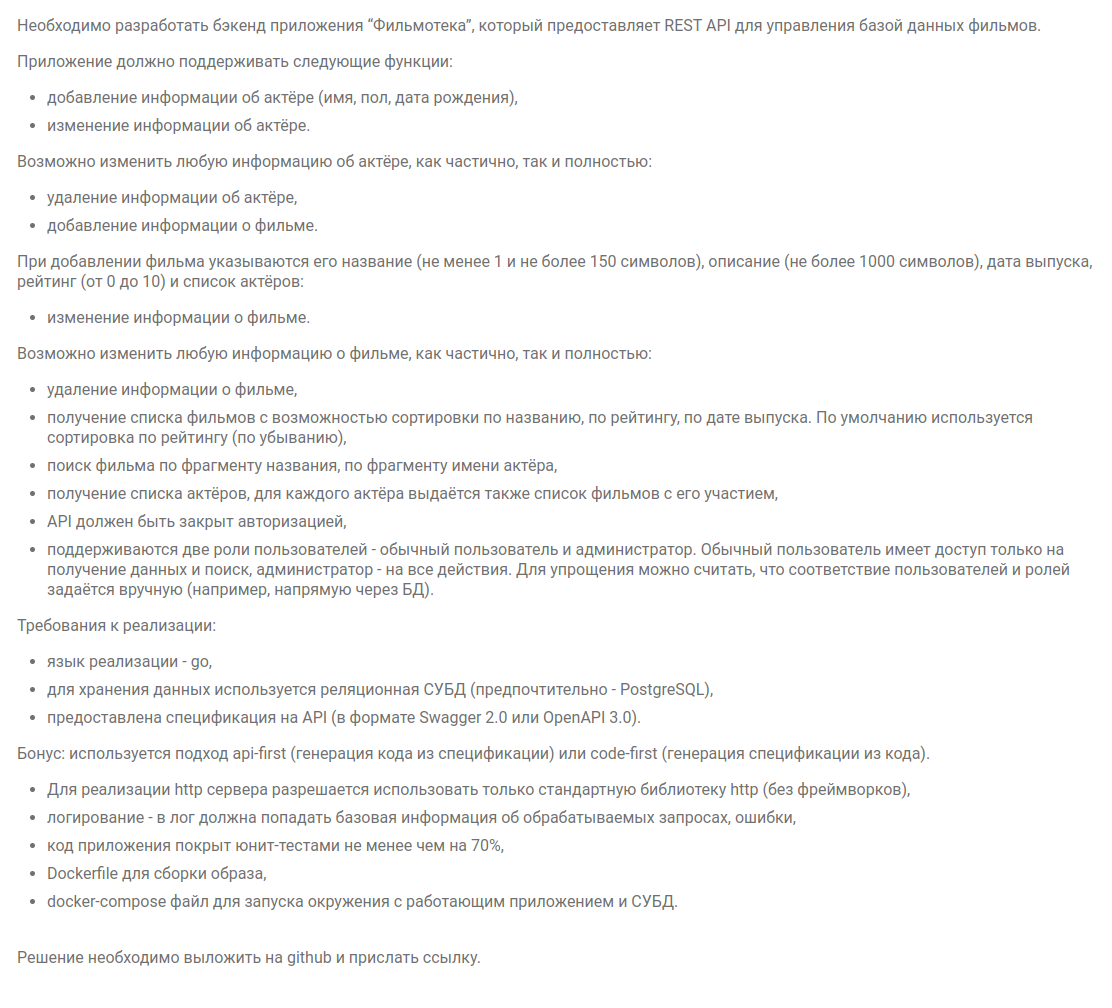 Необходимо разработать бэкенд приложения “Фильмотека”, который предоставляет REST API для управления базой данных фильмов.
Приложение должно поддерживать следующие функции:
• добавление информации об актёре (имя, пол, дата рождения),
• изменение информации об актёре.
Возможно изменить любую информацию об актёре, как частично, так и полностью:
• удаление информации об актёре,
• добавление информации о фильме.
При добавлении фильма указываются его название (не менее 1 и не более 150 символов), описание (не более 1000 символов), дата выпуска,
рейтинг (от 0 до 10) и список актёров:
• изменение информации о фильме.
Возможно изменить любую информацию о фильме, как частично, так и полностью:
• удаление информации о фильме,
• получение списка фильмов с возможностью сортировки по названию, по рейтингу, по дате выпуска. По умолчанию используется
сортировка по рейтингу (по убыванию),
• поиск фильма по фрагменту названия, по фрагменту имени актёра,
• получение списка актёров, для каждого актёра выдаётся также список фильмов с его участием,
• API должен быть закрыт авторизацией,
• поддерживаются две роли пользователей - обычный пользователь и администратор. Обычный пользователь имеет доступ только на
получение данных и поиск, администратор - на все действия. Для упрощения можно считать, что соответствие пользователей и ролей
задаётся вручную (например, напрямую через БД).
Требования к реализации:
• язык реализации - go,
• для хранения данных используется реляционная СУБД (предпочтительно - PostgreSQL),
• предоставлена спецификация на API (в формате Swagger 2.0 или OpenAPI 3.0).
Бонус: используется подход api-first (генерация кода из спецификации) или code-first (генерация спецификации из кода).
• Для реализации http сервера разрешается использовать только стандартную библиотеку http (без фреймворков),
• логирование - в лог должна попадать базовая информация об обрабатываемых запросах, ошибки,
• код приложения покрыт юнит-тестами не менее чем на 70%,
• Dockerfile для сборки образа,
• docker-compose файл для запуска окружения с работающим приложением и СУБД.
Решение необходимо выложить на github и прислать ссылку.